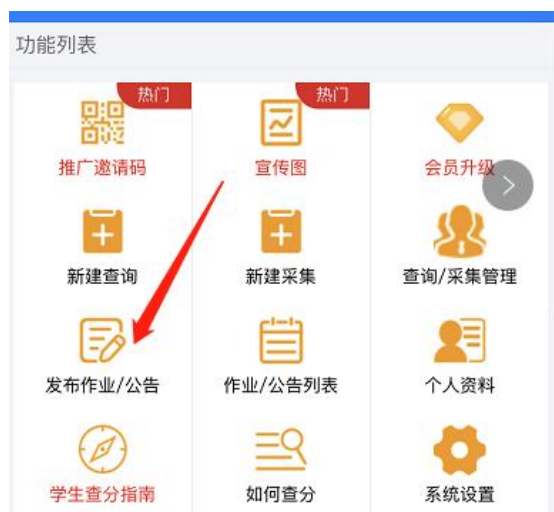 功能列表
热门
热门
推广邀请码
宣传图
会员升级
新建查询
新建采集
查询/采集管理
发布作业/公告
作业/公告列表
个人资料
学生查分指南
如何查分
系统设置